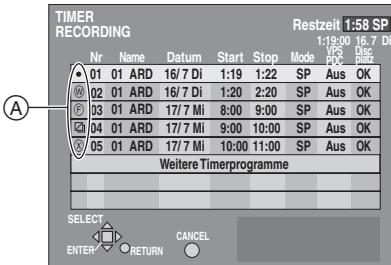 TIMER
RECORDING
Restzeit 1:58 SP
1:19:00 16. 7 Di
Nr Name Datum Start Stop Mode VPS PDC Disc platz
01 01 ARD 16/ 7 Di 1:19 1:22 SP Aus OK
W 02 01 ARD 16/ 7 Di 1:20 2:20 SP Aus OK
A
F 03 01 ARD 17/ 7 Mi 8:00 9:00 SP Aus OK
04 01 ARD 17/ 7 Mi 9:00 10:00 SP Aus OK
X 05 01 ARD 17/ 7 Mi 10:00 11:00 SP Aus OK
Weitere Timerprogramme
SELECT
CANCEL
ENTER RETURN